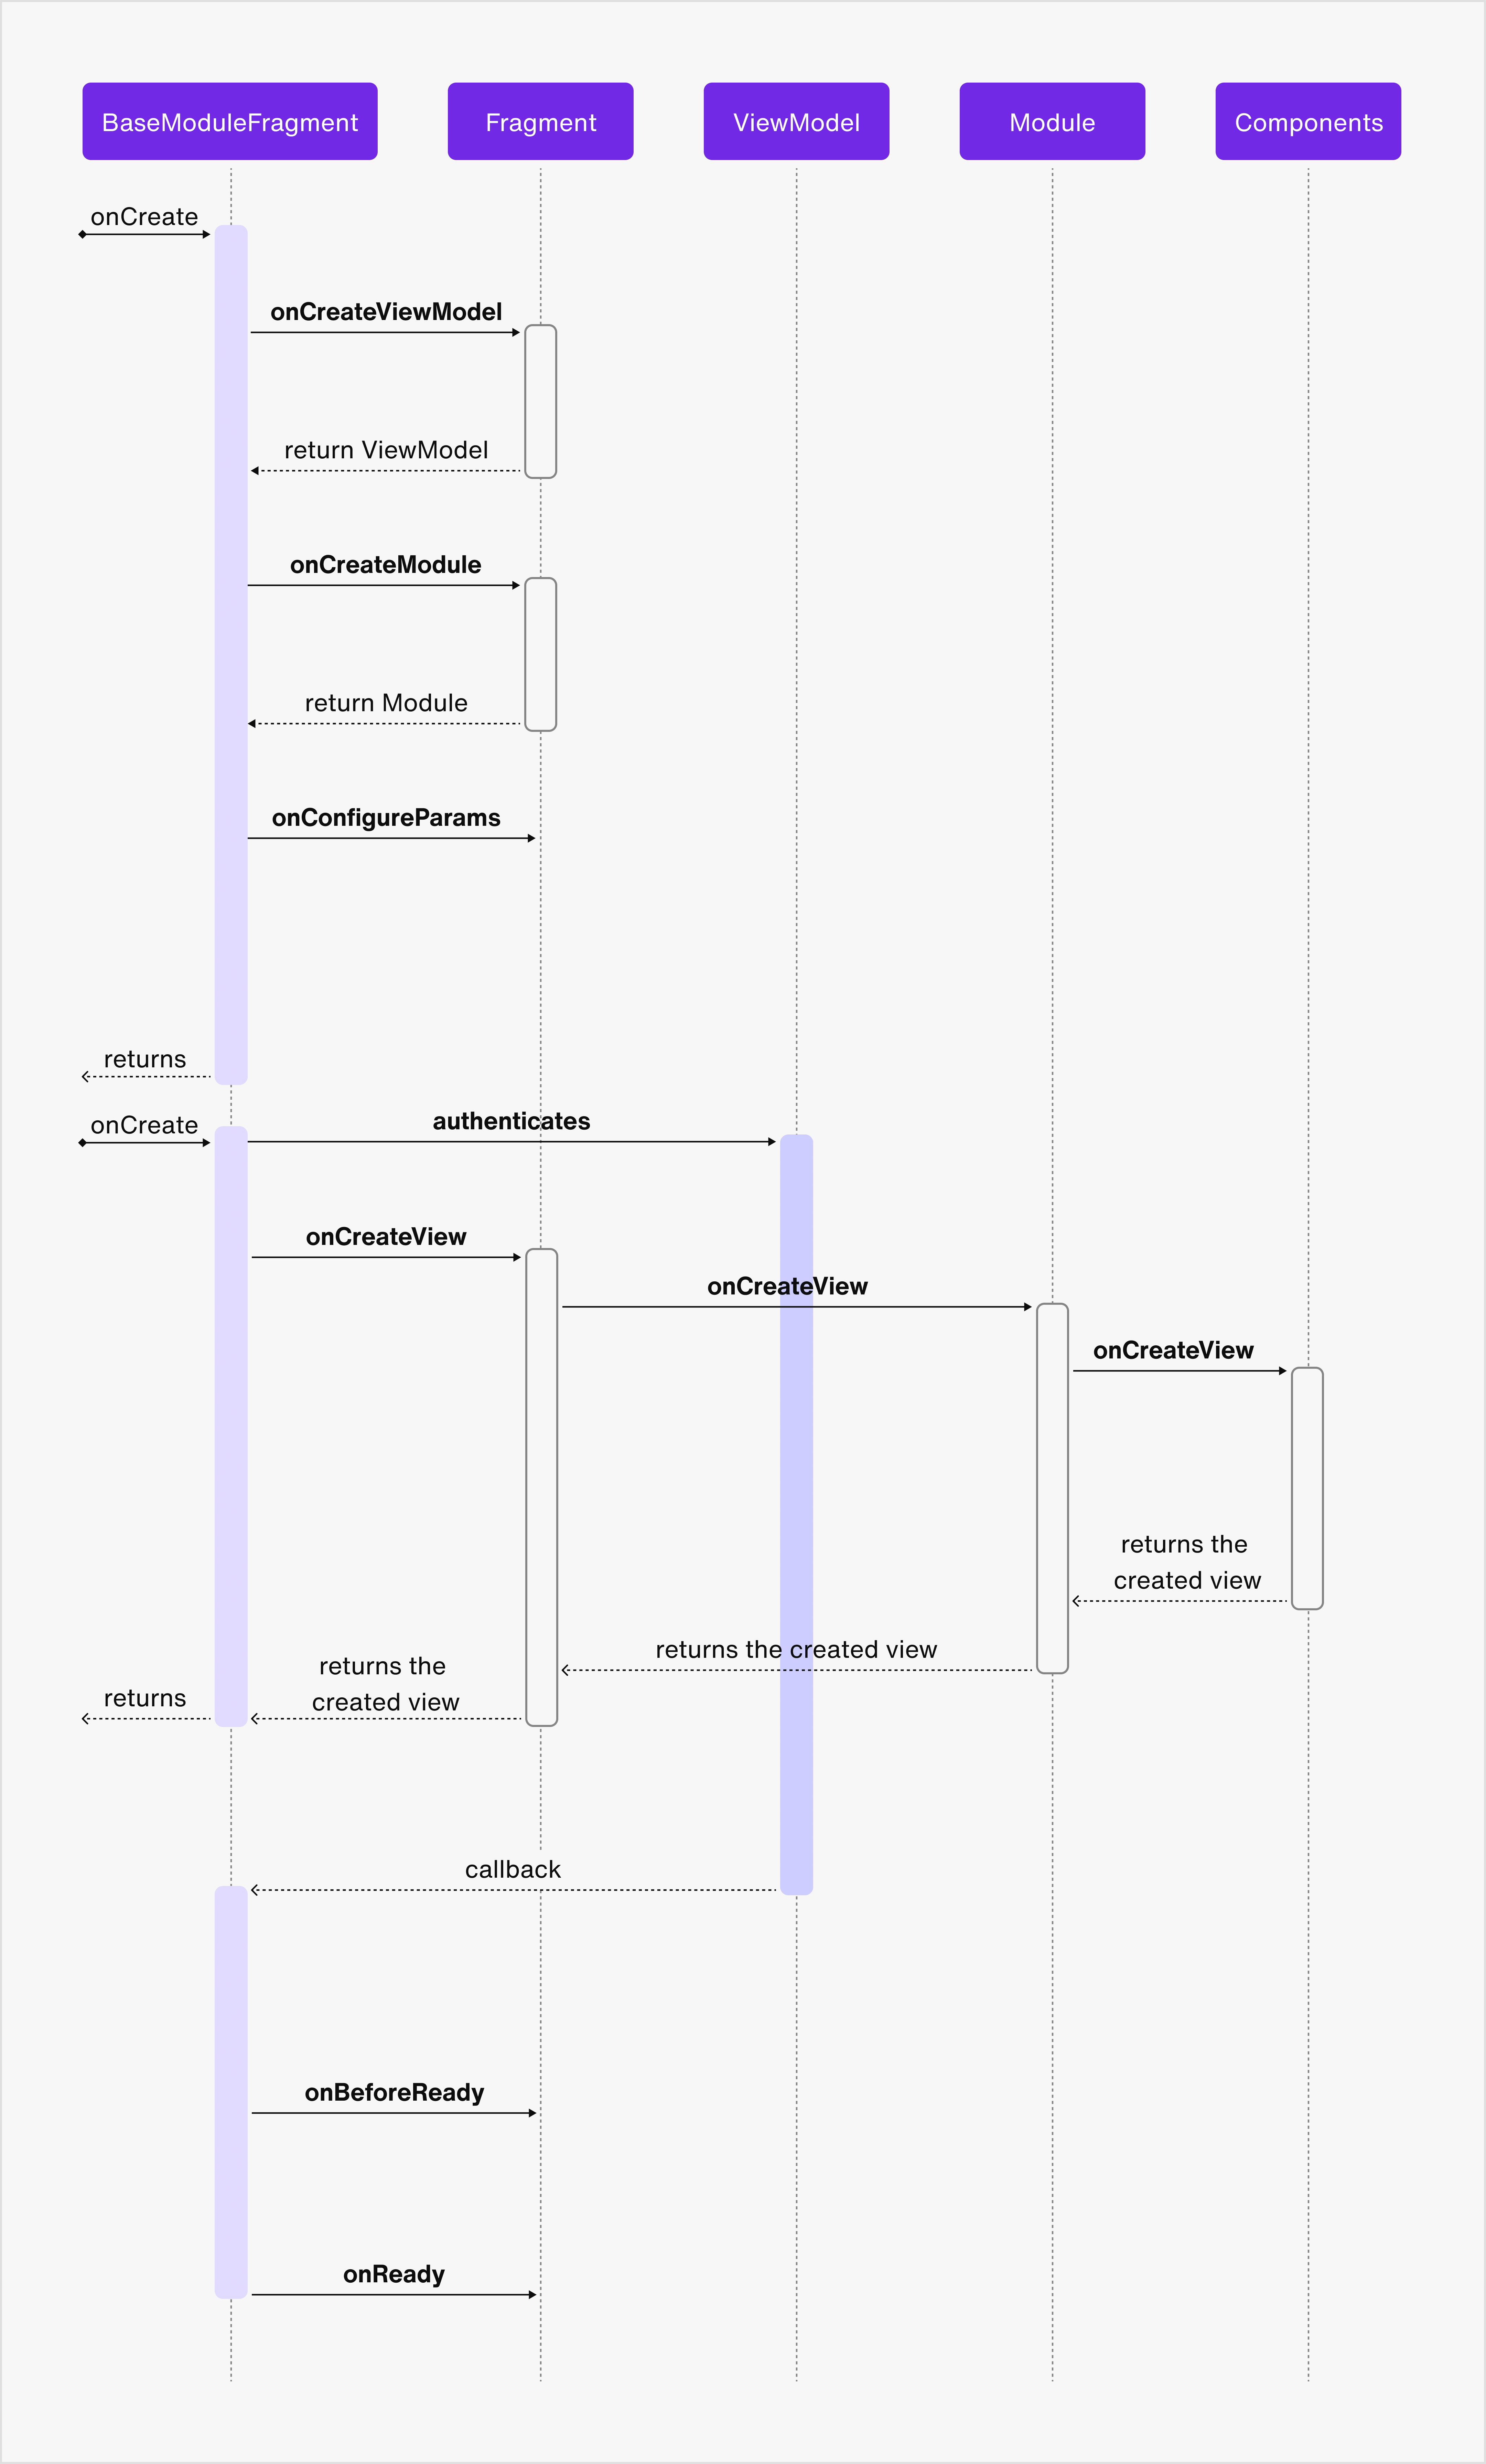 BaseModuleFragment
Fragment
ViewModel
Module
Components
onCreate
onCreateViewModel
return ViewModel
onCreateModule
return Module
onConfigureParams
returns
onCreate
authenticates
onCreateView
onCreateView
onCreateView
returns the
created view
returns the created view
returns the
created view
returns
callback
onBeforeReady
onReady